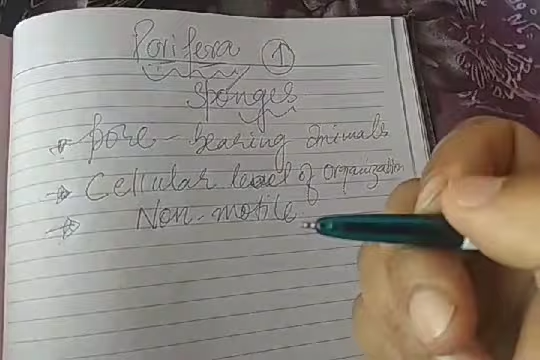 Porifera ①
Sponges
→ Pore-bearing animals
→ Cellular level of organization
→ Non-motile